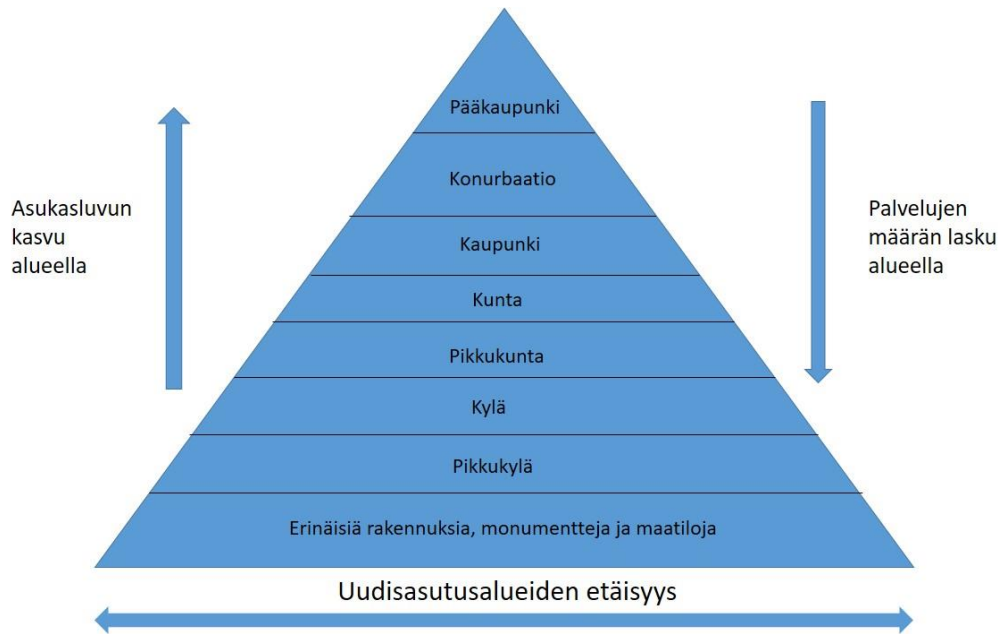 Pääkaupunki
Konurbaatio
Kaupunki
Kunta
Pikkukunta
Kylä
Pikkukylä
Erinäisiä rakennuksia, monumentteja ja maatiloja
Asukasluvun
kasvu
alueella
Palvelujen
määrän lasku
alueella
Uudisasutusalueiden etäisyys